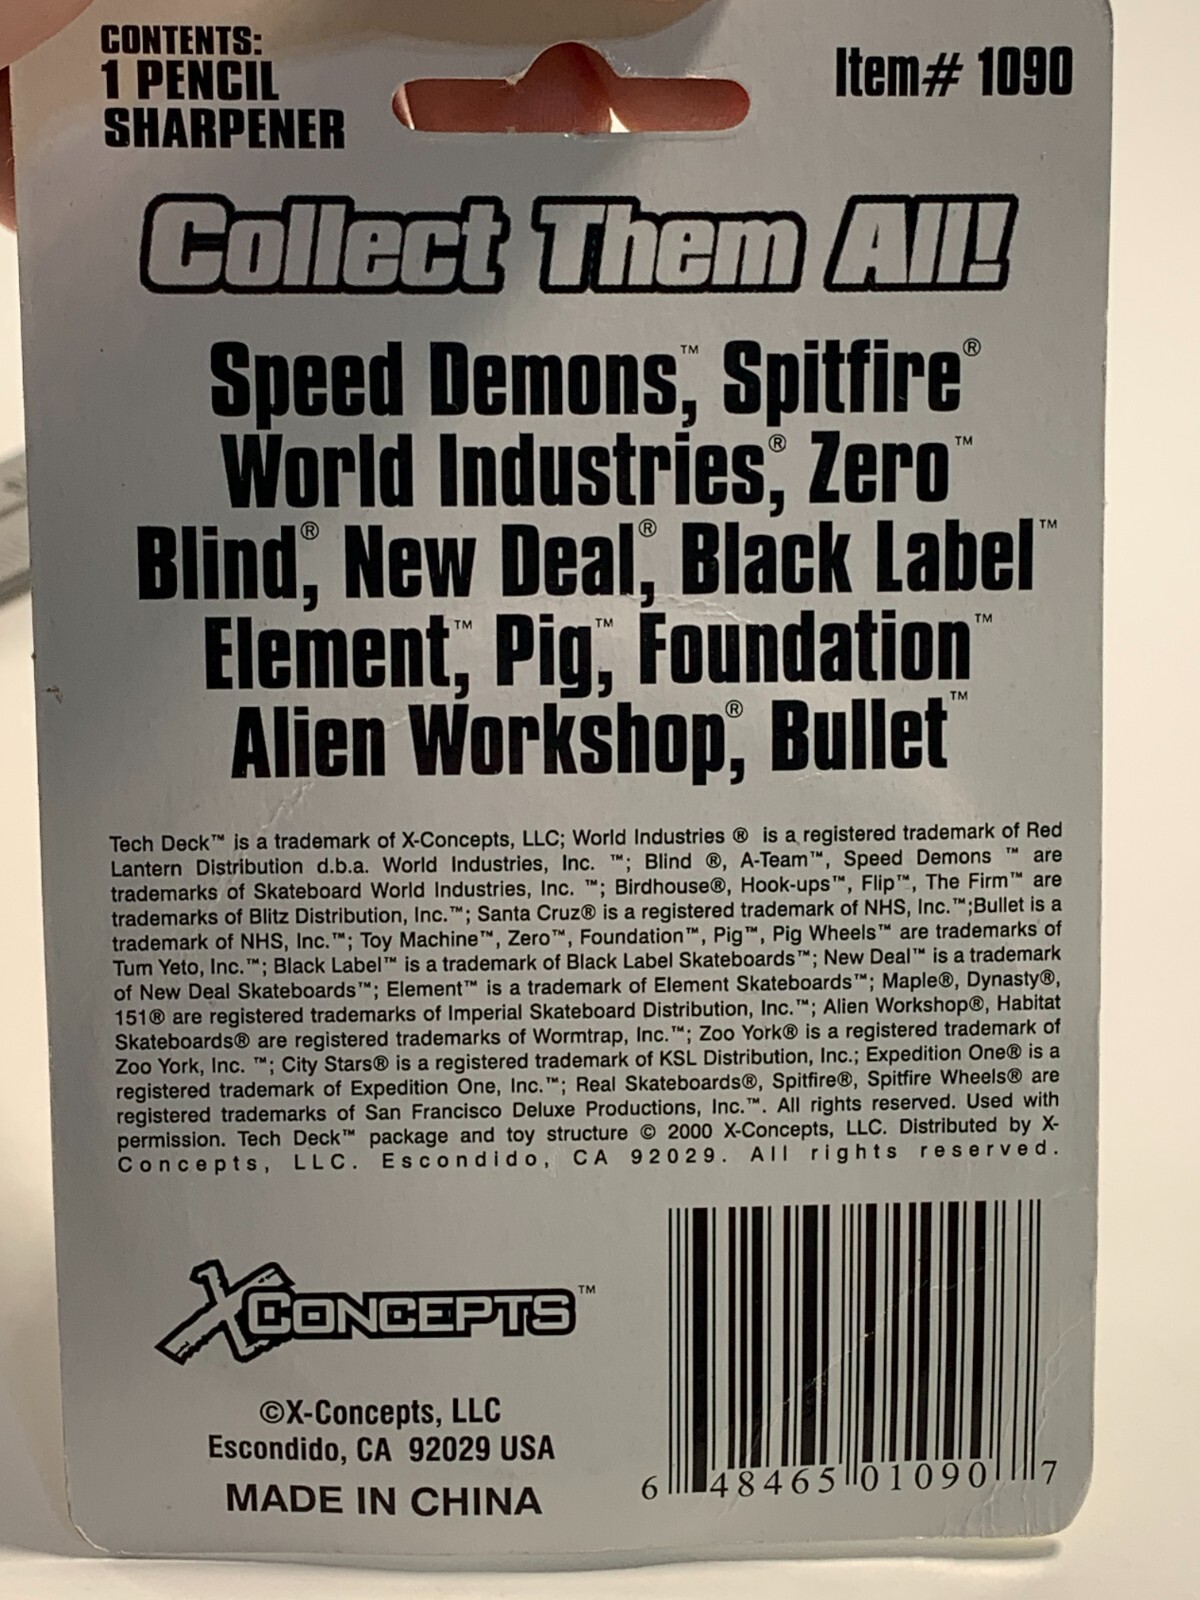 CONTENTS:
1 PENCIL
SHARPENER
Item# 1090
Collect Them All!
Speed Demons™, Spitfire®
World Industries®, Zero™
Blind®, New Deal®, Black Label™
Element™, Pig™, Foundation™
Alien Workshop®, Bullet™
Tech Deck™ is a trademark of X-Concepts, LLC; World Industries ® is a registered trademark of Red
Lantern Distribution d.b.a. World Industries, Inc. ™; Blind ®, A-Team™, Speed Demons ™ are
trademarks of Skateboard World Industries, Inc. ™; Birdhouse®, Hook-ups™, Flip™, The Firm™ are
trademarks of Blitz Distribution, Inc.™; Santa Cruz® is a registered trademark of NHS, Inc.™;Bullet is a
trademark of NHS, Inc.™; Toy Machine™, Zero™, Foundation™, Pig™, Pig Wheels™ are trademarks of
Tum Yeto, Inc.™; Black Label™ is a trademark of Black Label Skateboards™; New Deal™ is a trademark
of New Deal Skateboards™; Element™ is a trademark of Element Skateboards™; Maple®, Dynasty®,
151® are registered trademarks of Imperial Skateboard Distribution, Inc.™; Alien Workshop®, Habitat
Skateboards® are registered trademarks of Wormtrap, Inc.™; Zoo York® is a registered trademark of
Zoo York, Inc. ™; City Stars® is a registered trademark of KSL Distribution, Inc.; Expedition One® is a
registered trademark of Expedition One, Inc.™; Real Skateboards®, Spitfire®, Spitfire Wheels® are
registered trademarks of San Francisco Deluxe Productions, Inc.™. All rights reserved. Used with
permission. Tech Deck™ package and toy structure © 2000 X-Concepts, LLC. Distributed by X-
Concepts, LLC. Escondido, CA 92029. All rights reserved.
X CONCEPTS™
©X-Concepts, LLC
Escondido, CA 92029 USA
MADE IN CHINA
6 48465 01090 7